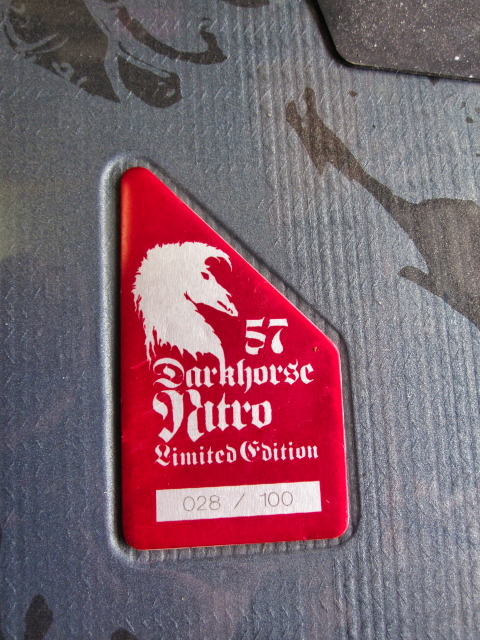 57
Darkhorse
Nitro
Limited Edition
028 / 100